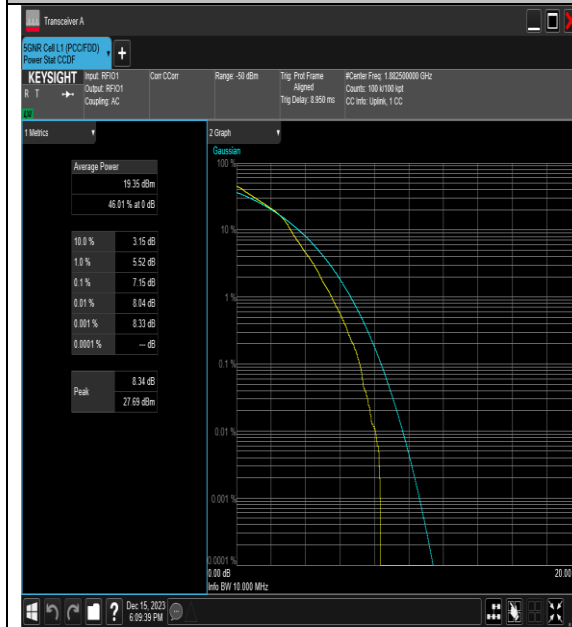 Transceiver A
5GNR Cell L1 (PCC/FDD)
Power Stat CCDF
+
KEYSIGHT
R T
LXI
Input: RFIO1
Output: RFIO1
Coupling: AC
Corr CCorr
Range: -50 dBm
Trig: Prot Frame
Aligned
Trig Delay: 8.950 ms
#Center Freq: 1.882500000 GHz
Counts: 100 k/100 kpt
CC Info: Uplink, 1 CC
1 Metrics
Average Power
19.35 dBm
46.01 % at 0 dB
10.0 % 3.15 dB
1.0 % 5.52 dB
0.1 % 7.15 dB
0.01 % 8.04 dB
0.001 % 8.33 dB
0.0001 % --- dB
Peak
8.34 dB
27.69 dBm
2 Graph
Gaussian
100 %
10 %
1 %
0.1 %
0.01 %
0.001 %
0.0001 %
0.00 dB
20.00
Info BW 10.000 MHz
?
Dec 15, 2023
6:09:39 PM